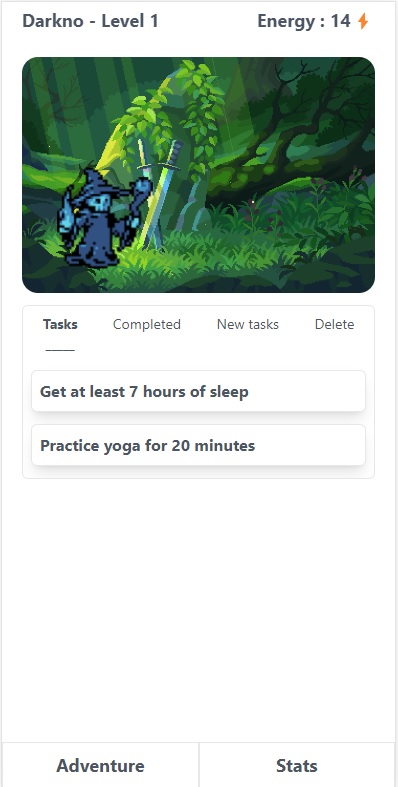 Darkno - Level 1 Energy : 14
Tasks Completed New tasks Delete
Get at least 7 hours of sleep
Practice yoga for 20 minutes
Adventure Stats